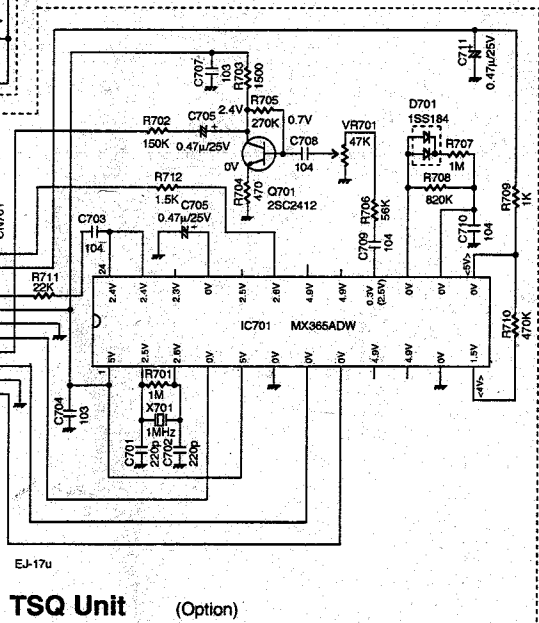 C711
0.47µ/25V
C707
103
R703
1500
D701
1SS184
2.4V
R705
270K
0.7V
R702
150K
C705
0.47µ/25V
C708
104
VR701
47K
R707
1M
0V
R704
470
Q701
2SC2412
R708
820K
R712
1.5K
C705
0.47µ/25V
R706
56K
C709
104
C710
104
R709
1K
CN701
C703
104
R711
22K
<5V>
24
2.4V
2.4V
2.3V
0V
2.6V
4.9V
4.9V
0.3V
(2.5V)
0V
0V
0V
IC701 MX365ADW
R710
470K
1
5V
2.5V
2.6V
0V
5V
0V
0V
0V
4.9V
4.9V
0V
1.5V
<4V>
R701
1M
X701
1MHz
C704
103
C701
220p
C702
220p
EJ-17u
TSQ Unit (Option)